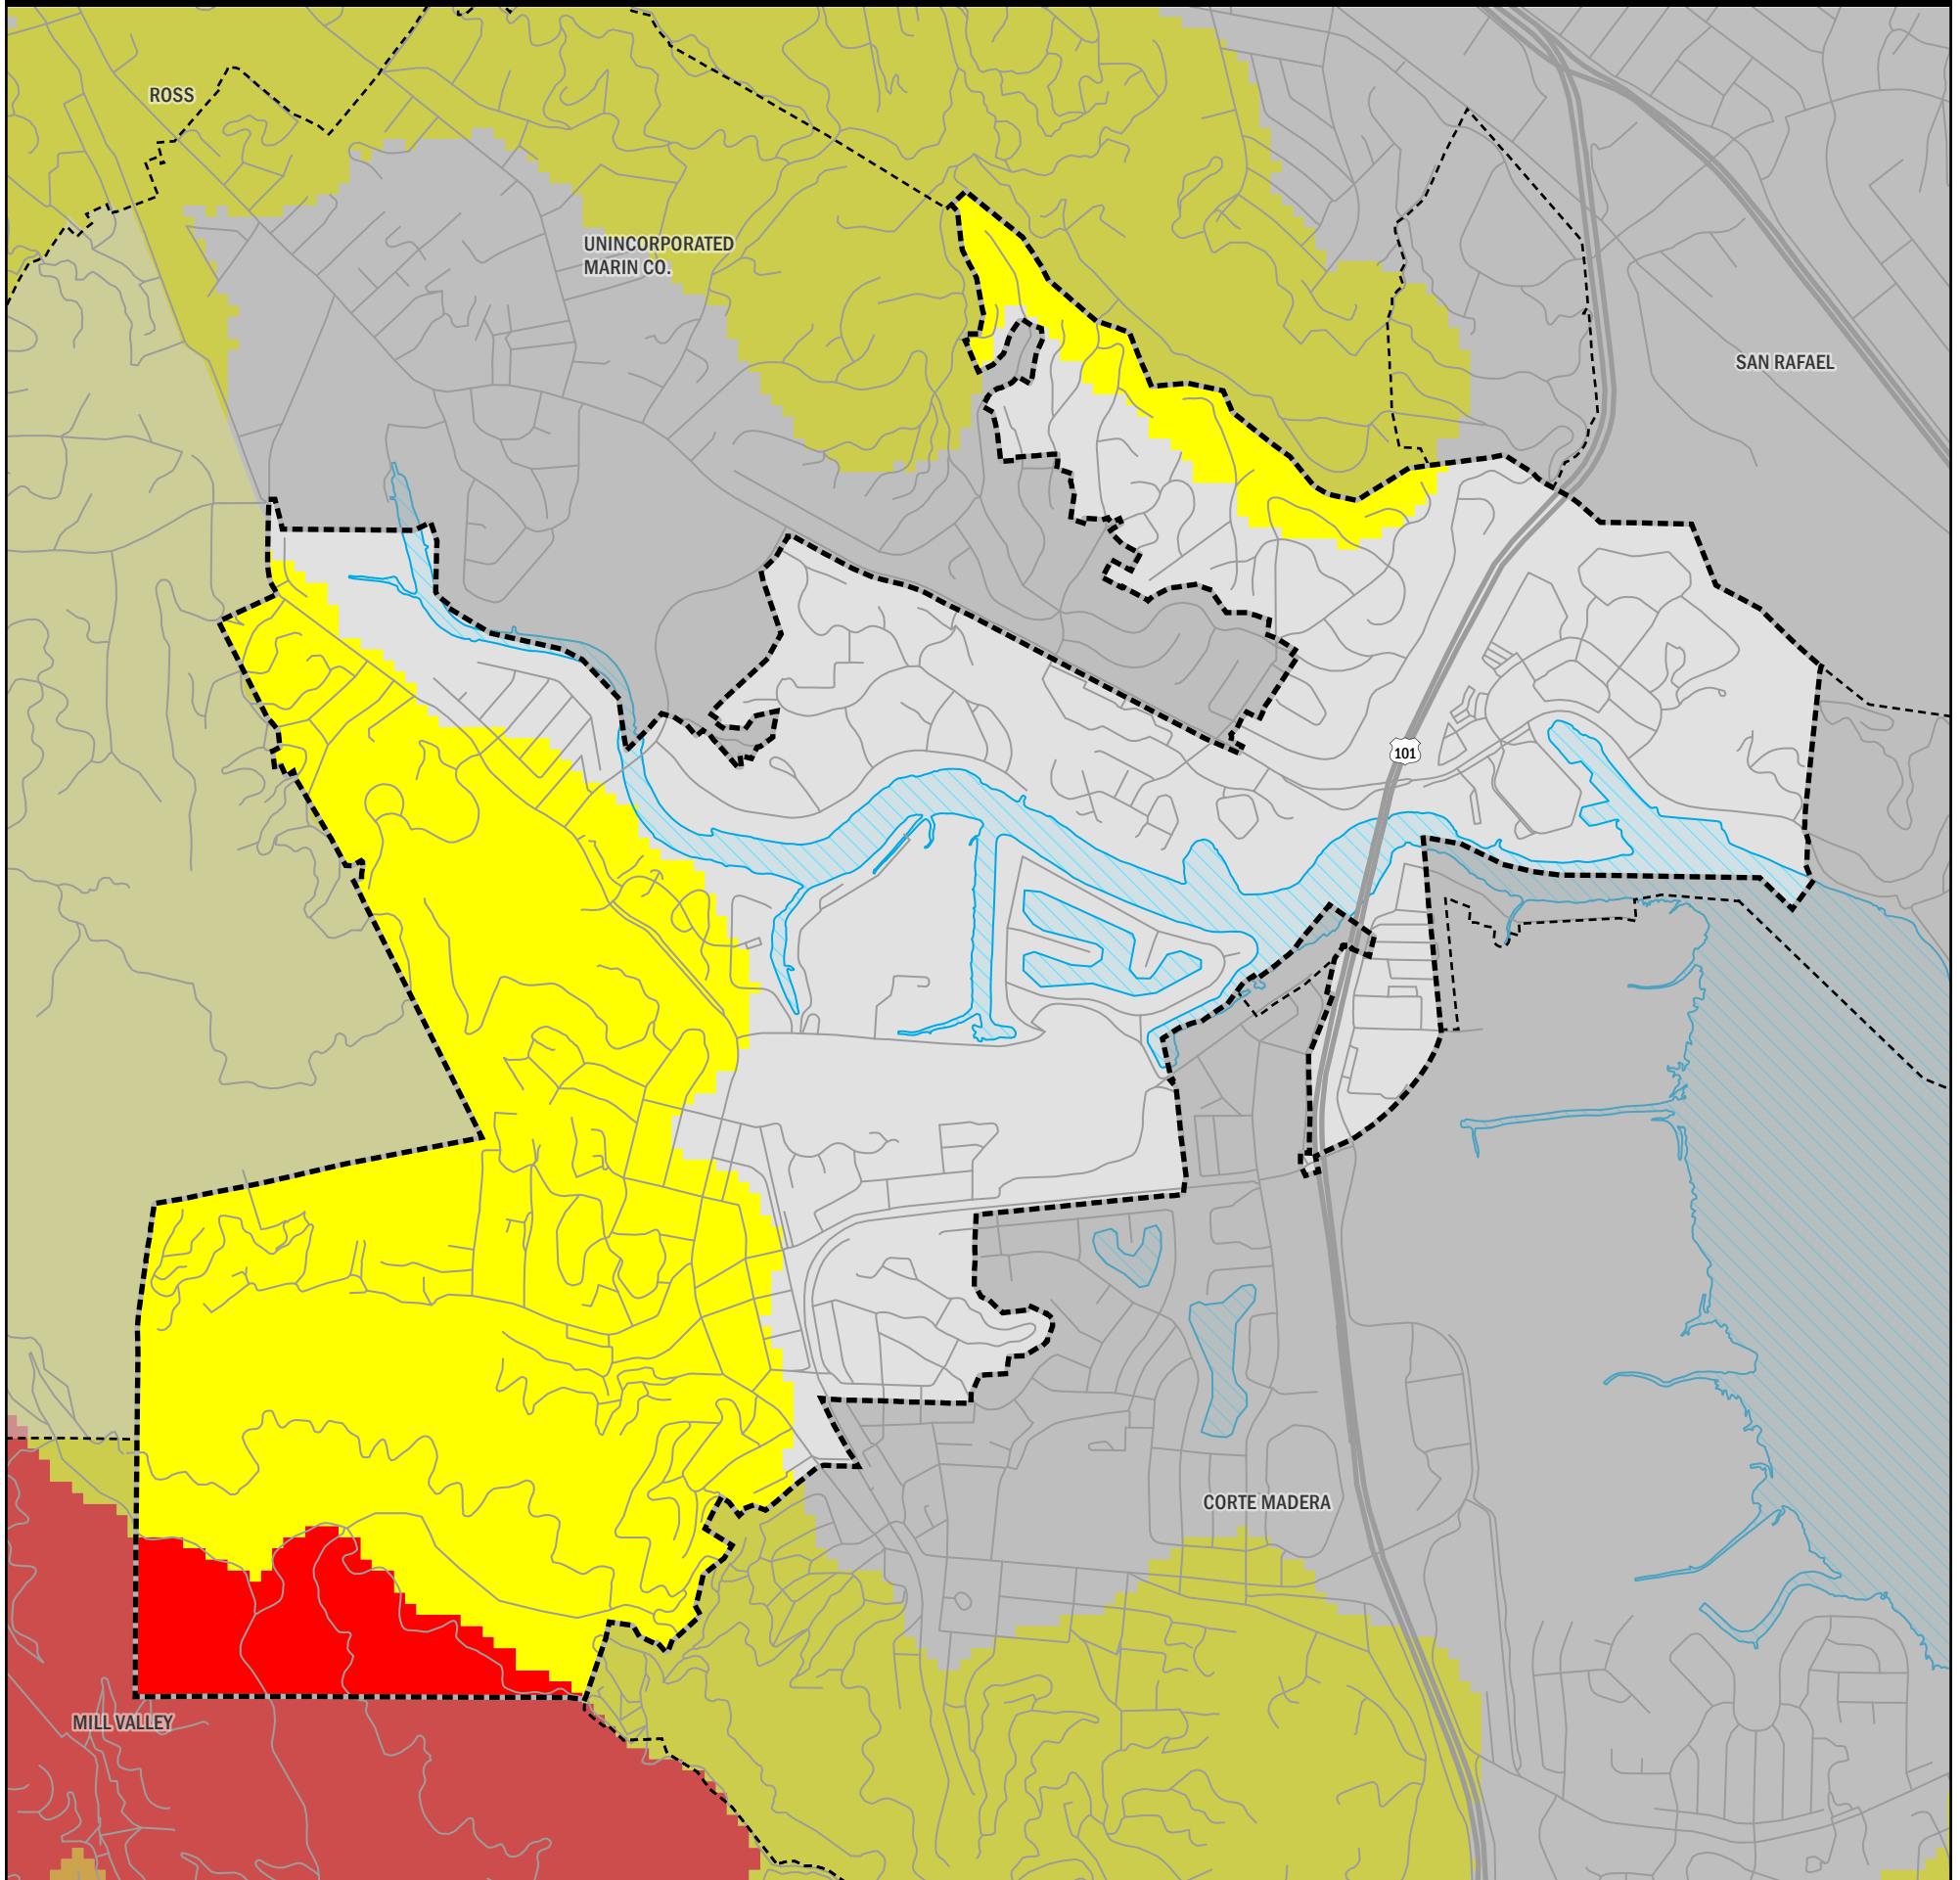 ROSS
UNINCORPORATED
MARIN CO.
SAN RAFAEL
101
CORTE MADERA
MILL VALLEY